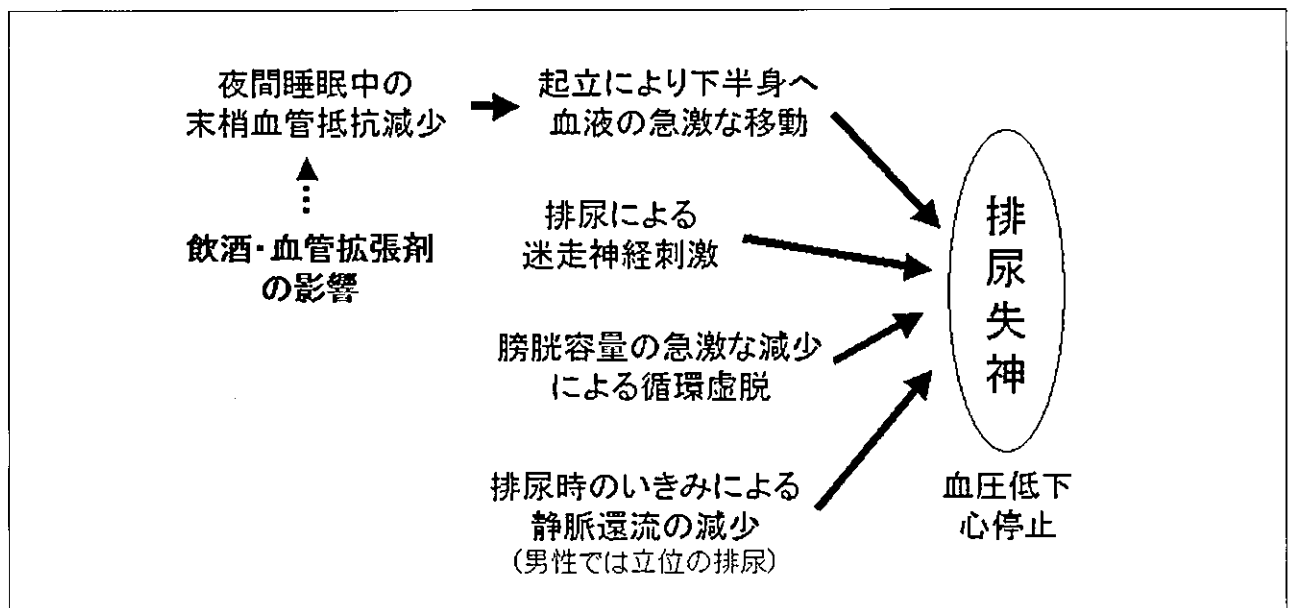 夜間睡眠中の
末梢血管抵抗減少
飲酒・血管拡張剤
の影響
起立により下半身へ
血液の急激な移動
排尿による
迷走神経刺激
膀胱容量の急激な減少
による循環虚脱
排尿時のいきみによる
静脈還流の減少
(男性では立位の排尿)
排尿失神
血圧低下
心停止